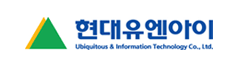 현대유엔아이
Ubiquitous & Information Technology Co., Ltd.